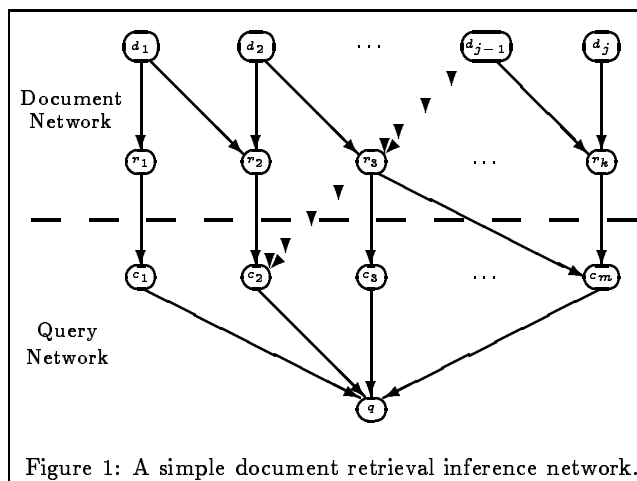 d1 d2 ... dj−1 dj
Document
Network
r1 r2 r3 ... rk
c1 c2 c3 ... cm
Query
Network
q
Figure 1: A simple document retrieval inference network.